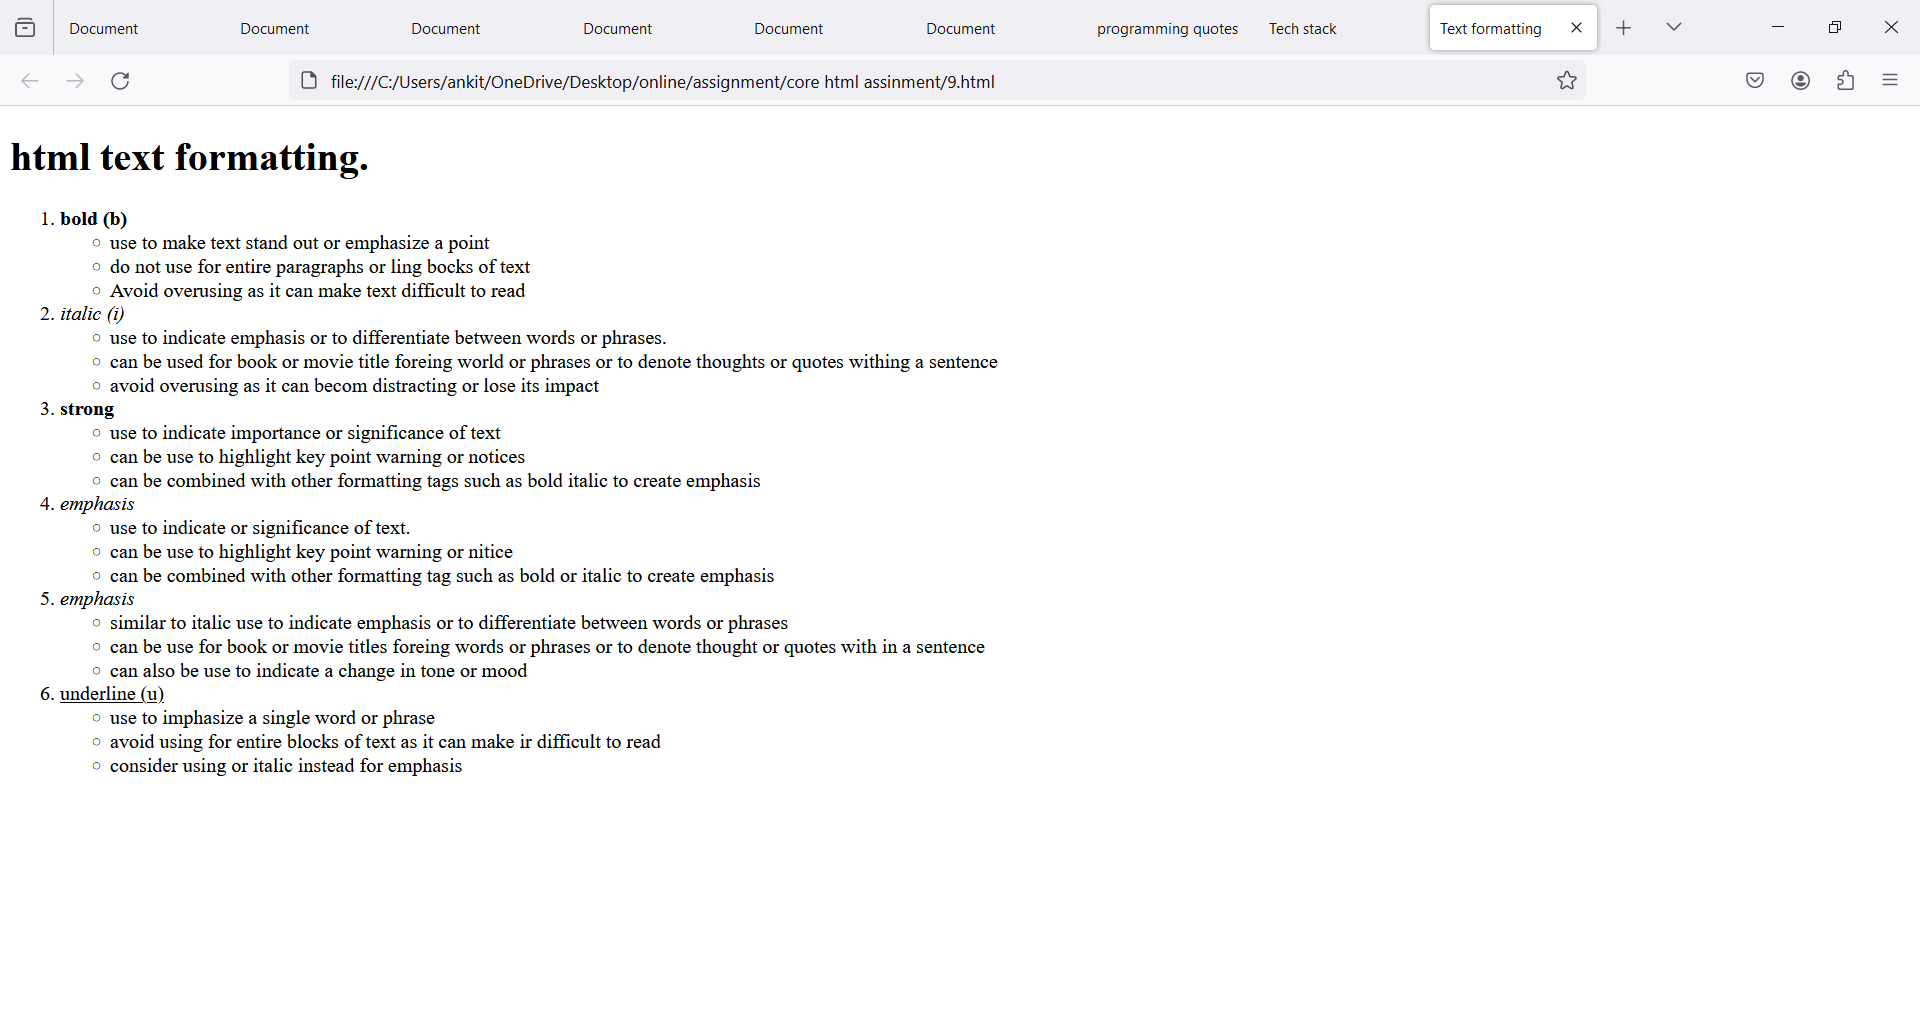 Document
Document
Document
Document
Document
Document
programming quotes
Tech stack
Text formatting
file:///C:/Users/ankit/OneDrive/Desktop/online/assignment/core html assinment/9.html
html text formatting.
1. bold (b)
use to make text stand out or emphasize a point
do not use for entire paragraphs or ling bocks of text
Avoid overusing as it can make text difficult to read
2. italic (i)
use to indicate emphasis or to differentiate between words or phrases.
can be used for book or movie title foreing world or phrases or to denote thoughts or quotes withing a sentence
avoid overusing as it can becom distracting or lose its impact
3. strong
use to indicate importance or significance of text
can be use to highlight key point warning or notices
can be combined with other formatting tags such as bold italic to create emphasis
4. emphasis
use to indicate or significance of text.
can be use to highlight key point warning or nitice
can be combined with other formatting tag such as bold or italic to create emphasis
5. emphasis
similar to italic use to indicate emphasis or to differentiate between words or phrases
can be use for book or movie titles foreing words or phrases or to denote thought or quotes with in a sentence
can also be use to indicate a change in tone or mood
6. underline (u)
use to imphasize a single word or phrase
avoid using for entire blocks of text as it can make ir difficult to read
consider using or italic instead for emphasis